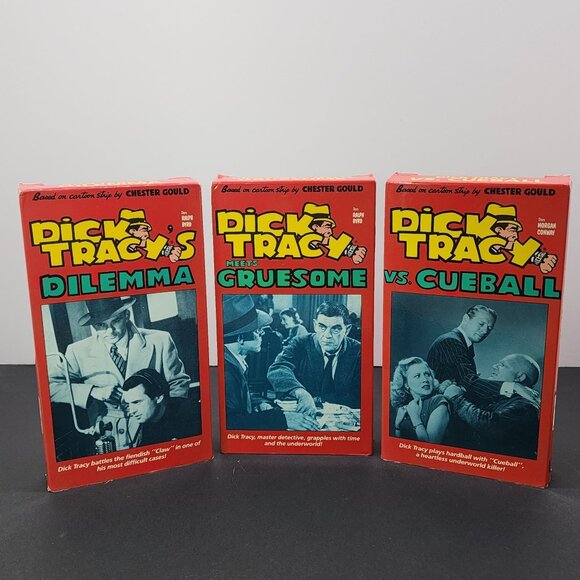 Based on cartoon strip by CHESTER GOULD
DICK
TRACY'S
Stars
RALPH
BYRD
DILEMMA
Dick Tracy battles the fiendish "Claw" in one of
his most difficult cases!
Based on cartoon strip by CHESTER GOULD
DICK
TRACY
Stars
RALPH
BYRD
MEETS
GRUESOME
Dick Tracy, master detective, grapples with time
and the underworld!
VS. CUEBALL
Based on cartoon strip by CHESTER GOULD
DICK
TRACY
Stars
MORGAN
CONWAY
VS. CUEBALL
Dick Tracy plays hardball with "Cueball",
a heartless underworld killer!